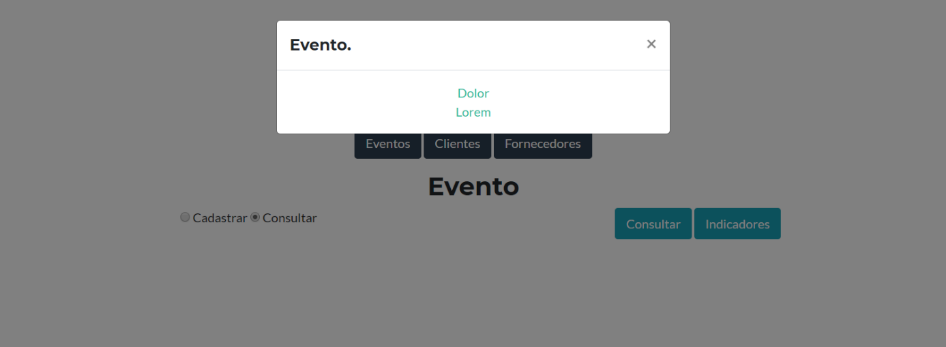 Evento.
×
Dolor
Lorem
Eventos Clientes Fornecedores
Evento
Cadastrar Consultar Consultar Indicadores